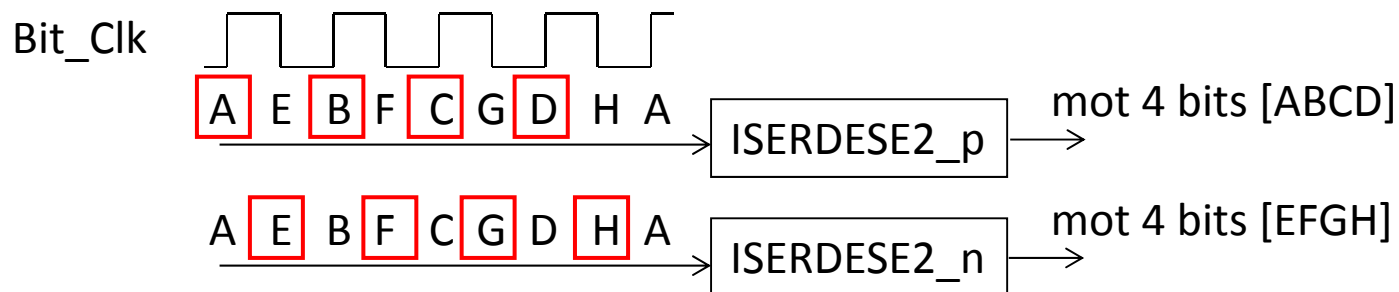 Bit_Clk
A E B F C G D H A
ISERDESE2_p
mot 4 bits [ABCD]
A E B F C G D H A
ISERDESE2_n
mot 4 bits [EFGH]